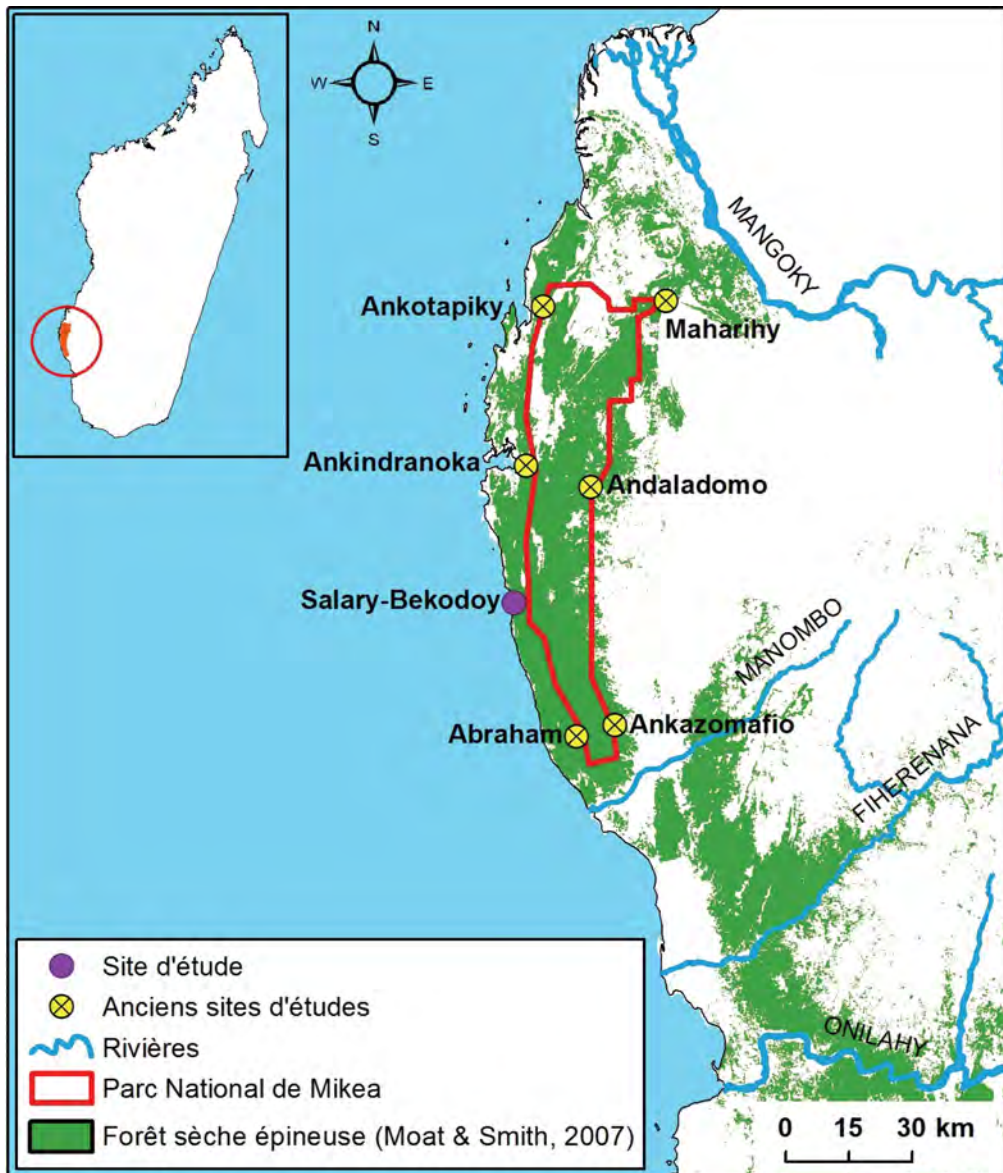 N
W E
S
MANGOKY
Ankotapiky
Maharihy
Ankindranoka
Andaladomo
Salary-Bekodoy
MANOMBO
Abraham
Ankazomafio
FIHERENANA
ONILAHY
Site d'étude
Anciens sites d'études
Rivières
Parc National de Mikea
Forêt sèche épineuse (Moat & Smith, 2007)
0 15 30 km